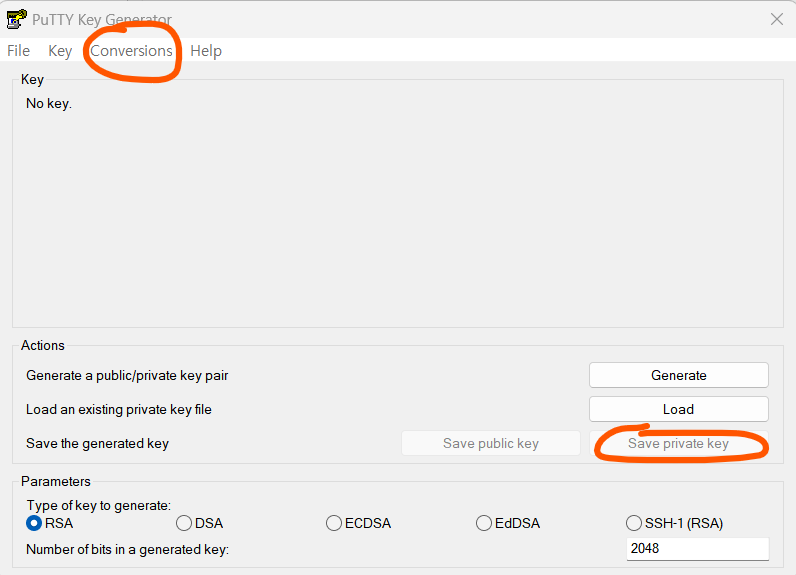 PuTTY Key Generator
File Key Conversions Help
Key
No key.
Actions
Generate a public/private key pair Generate
Load an existing private key file Load
Save the generated key Save public key Save private key
Parameters
Type of key to generate:
RSA DSA ECDSA EdDSA SSH-1 (RSA)
Number of bits in a generated key: 2048